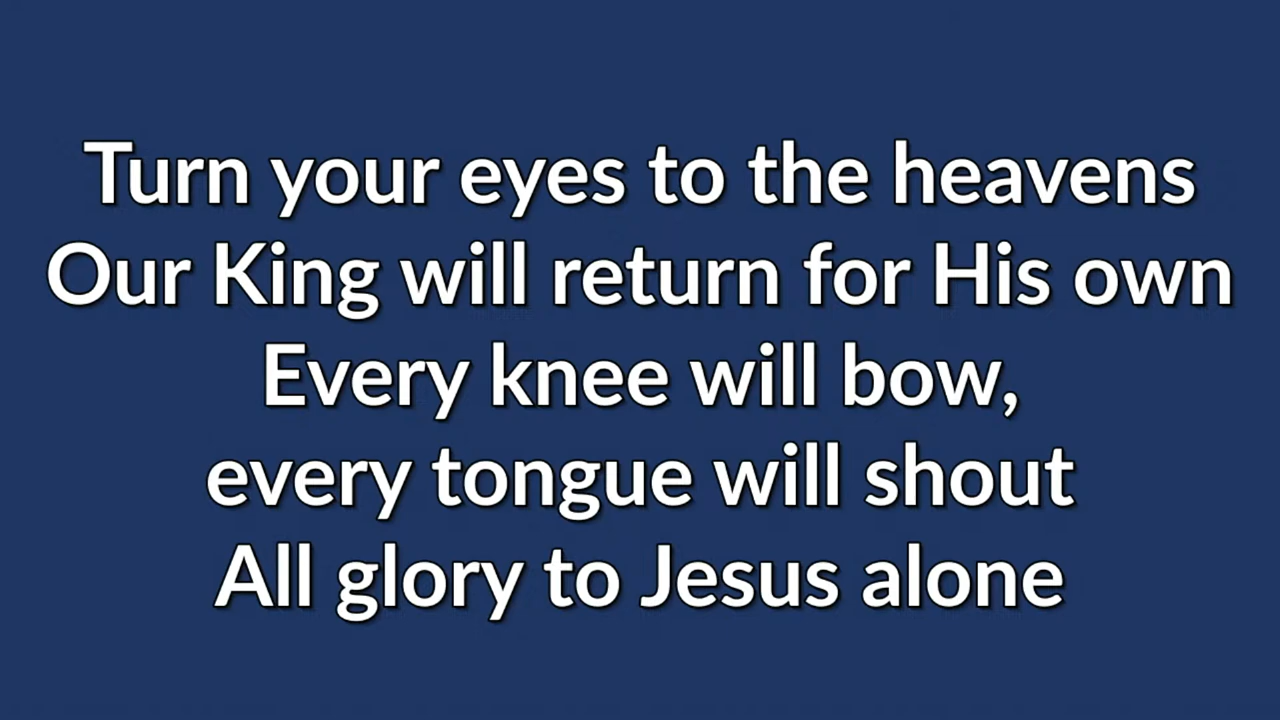 Turn your eyes to the heavens
Our King will return for His own
Every knee will bow,
every tongue will shout
All glory to Jesus alone